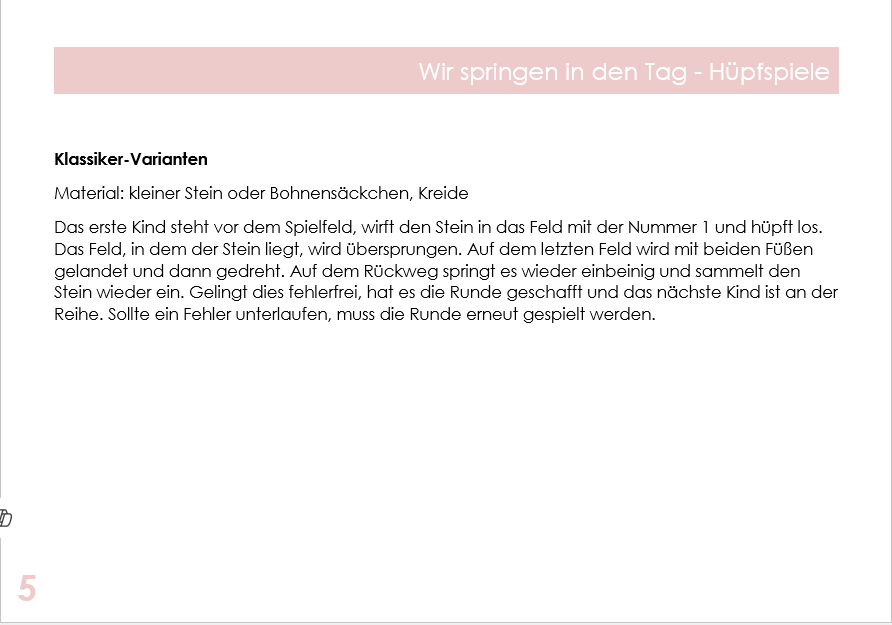 Wir springen in den Tag - Hüpfspiele
Klassiker-Varianten
Material: kleiner Stein oder Bohnensäckchen, Kreide
Das erste Kind steht vor dem Spielfeld, wirft den Stein in das Feld mit der Nummer 1 und hüpft los.
Das Feld, in dem der Stein liegt, wird übersprungen. Auf dem letzten Feld wird mit beiden Füßen
gelandet und dann gedreht. Auf dem Rückweg springt es wieder einbeinig und sammelt den
Stein wieder ein. Gelingt dies fehlerfrei, hat es die Runde geschafft und das nächste Kind ist an der
Reihe. Sollte ein Fehler unterlaufen, muss die Runde erneut gespielt werden.
5